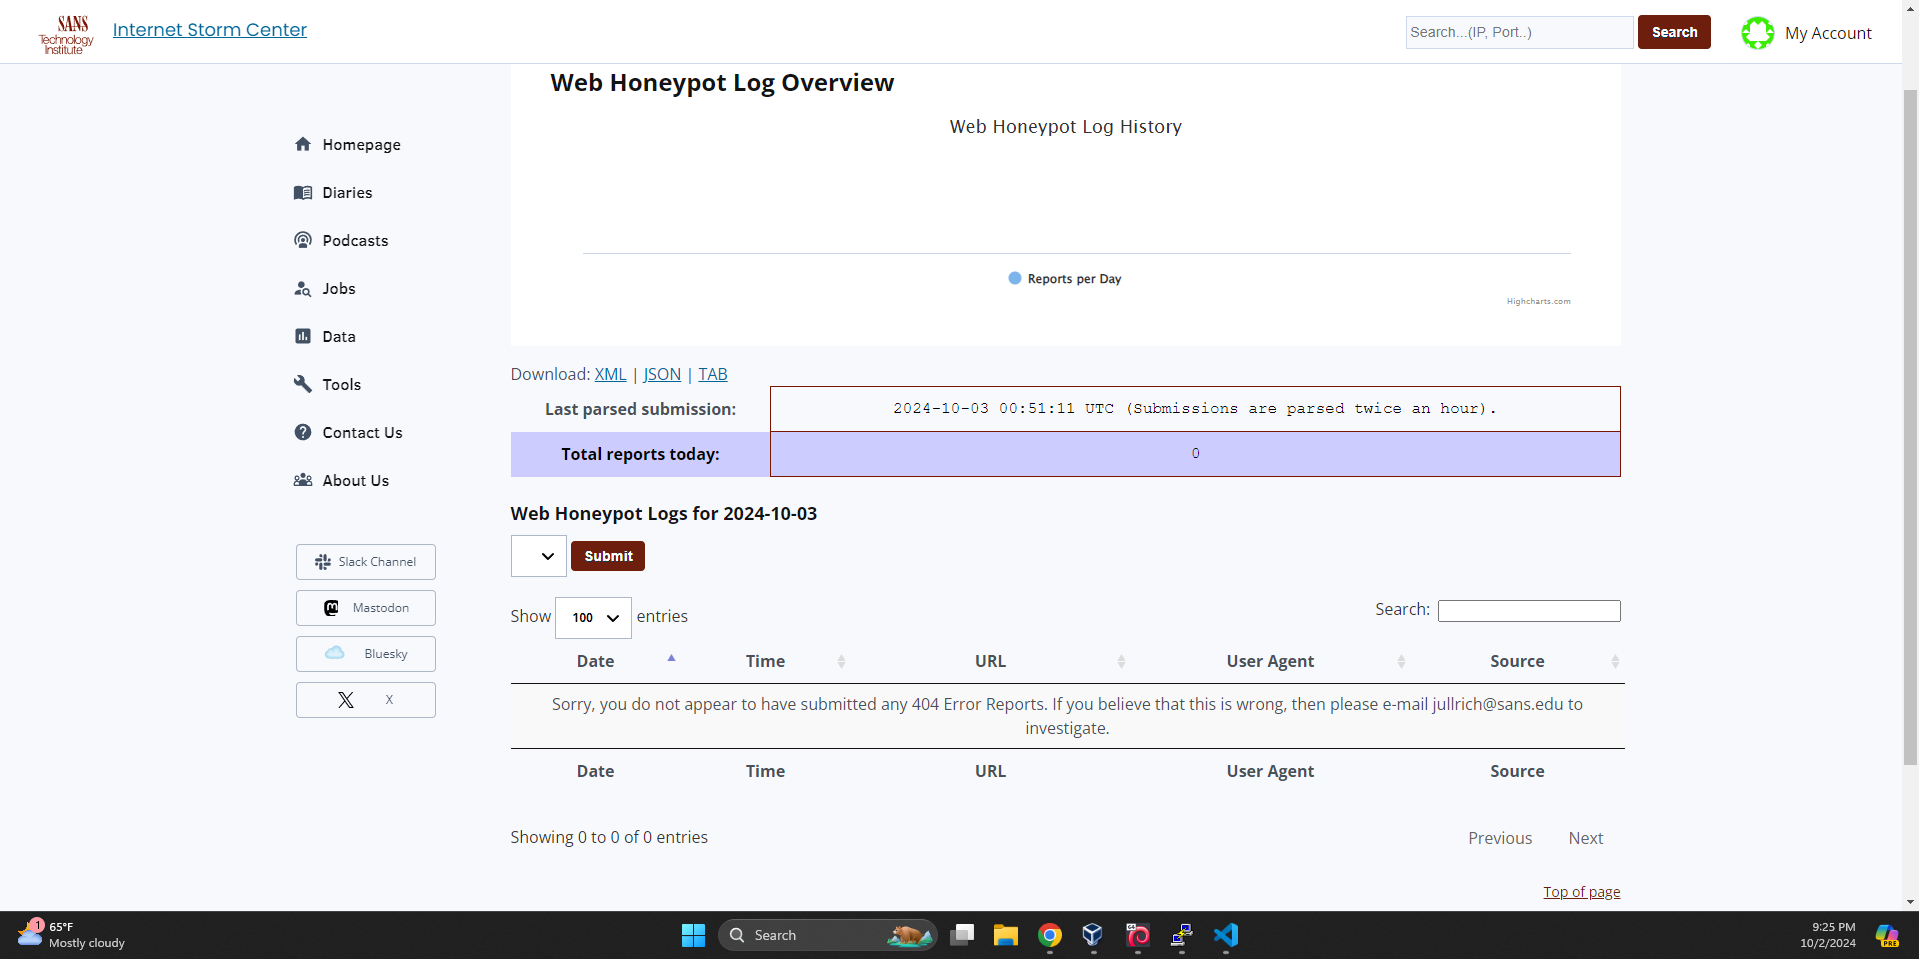 SANS
Technology
Institute
Internet Storm Center
Search...(IP, Port..)
Search
My Account
Web Honeypot Log Overview
Web Honeypot Log History
Homepage
Diaries
Podcasts
Jobs
Data
Tools
Contact Us
About Us
Slack Channel
Mastodon
Bluesky
X
Reports per Day
Highcharts.com
Download: XML | JSON | TAB
Last parsed submission: 2024-10-03 00:51:11 UTC (Submissions are parsed twice an hour).
Total reports today: 0
Web Honeypot Logs for 2024-10-03
Submit
Show 100 entries
Search:
Date Time URL User Agent Source
Sorry, you do not appear to have submitted any 404 Error Reports. If you believe that this is wrong, then please e-mail jullrich@sans.edu to
investigate.
Date Time URL User Agent Source
Showing 0 to 0 of 0 entries
Previous Next
Top of page
1
65°F
Mostly cloudy
Search
64
PRE
9:25 PM
10/2/2024